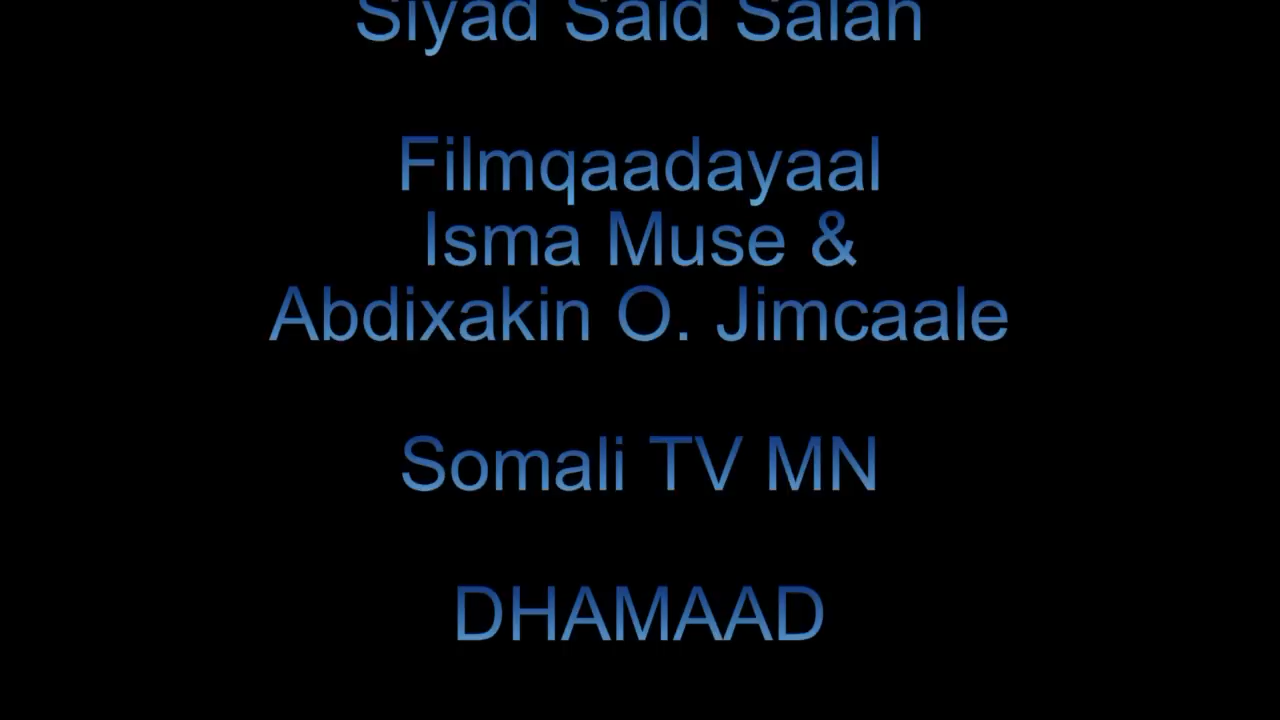 Siyad Said Salah
Filmqaadayaal
Isma Muse &
Abdixakin O. Jimcaale
Somali TV MN
DHAMAAD